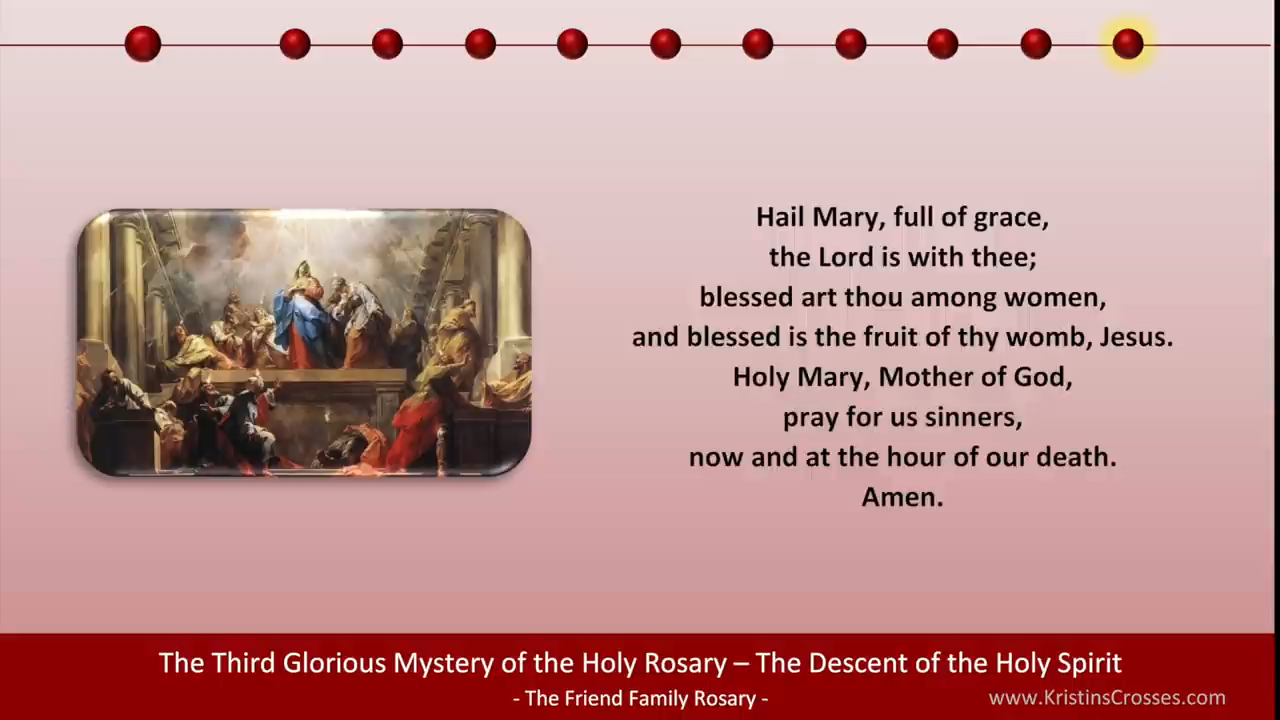 Hail Mary, full of grace,
the Lord is with thee;
blessed art thou among women,
and blessed is the fruit of thy womb, Jesus.
Holy Mary, Mother of God,
pray for us sinners,
now and at the hour of our death.
Amen.
The Third Glorious Mystery of the Holy Rosary – The Descent of the Holy Spirit
- The Friend Family Rosary -
www.KristinsCrosses.com